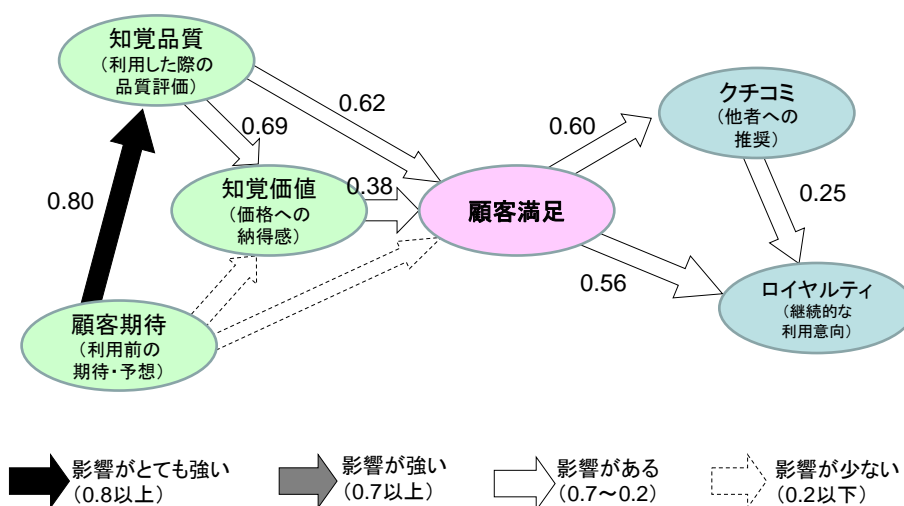 知覚品質
(利用した際の
品質評価)
0.62
0.69
0.80
知覚価値
(価格への
納得感)
0.38
顧客満足
0.60
クチコミ
(他者への
推奨)
0.25
0.56
ロイヤルティ
(継続的な
利用意向)
顧客期待
(利用前の
期待・予想)
影響がとても強い
(0.8以上)
影響が強い
(0.7以上)
影響がある
(0.7～0.2)
影響が少ない
(0.2以下)